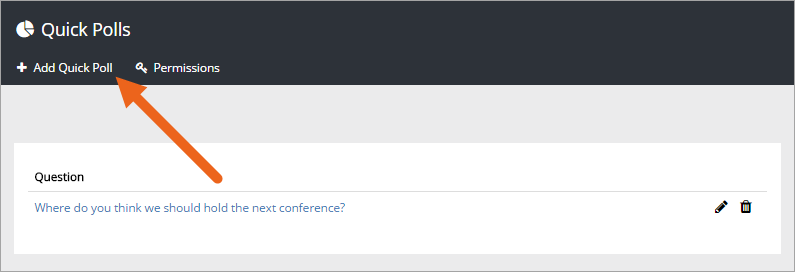 Quick Polls
Add Quick Poll Permissions
Question
Where do you think we should hold the next conference?